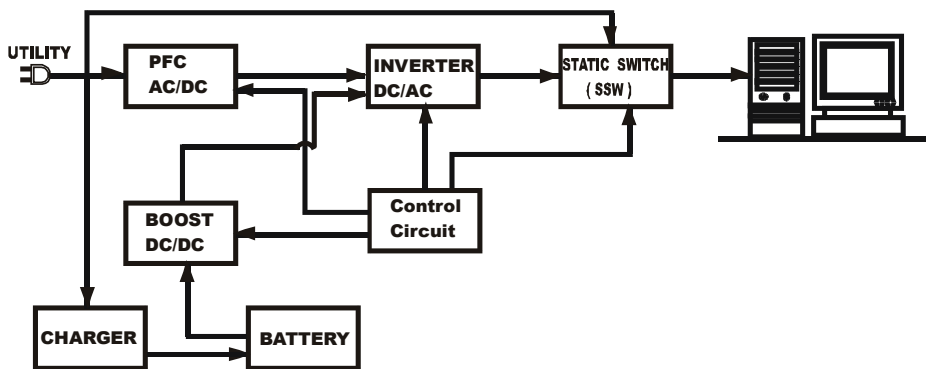 UTILITY
PFC
AC/DC
INVERTER
DC/AC
STATIC SWITCH
( SSW )
BOOST
DC/DC
Control
Circuit
CHARGER
BATTERY